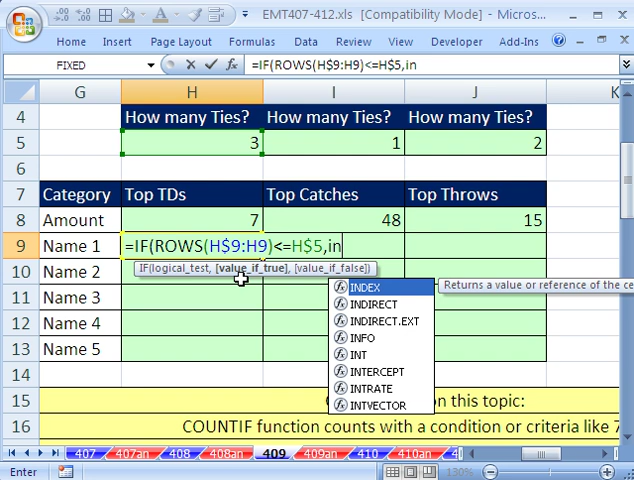 EMT407-412.xls [Compatibility Mode] - Micros...
Home Insert Page Layout Formulas Data Review View Developer Add-Ins
FIXED =IF(ROWS(H$9:H9)<=H$5,in
G H I J K
4 How many Ties? How many Ties? How many Ties?
5 3 1 2
6
7 Category Top TDs Top Catches Top Throws
8 Amount 7 48 15
9 Name 1 =IF(ROWS(H$9:H9)<=H$5,in
IF(logical_test, [value_if_true], [value_if_false])
10 Name 2
INDEX Returns a value or reference of the ce
11 Name 3
INDIRECT
INDIRECT.EXT
12 Name 4
INFO
INT
13 Name 5
INTERCEPT
INTRATE
14
INTVECTOR
15 on this topic:
16 COUNTIF function counts with a condition or criteria like 7
407 407an 408 408an 409 409an 410 410an
Enter 130%